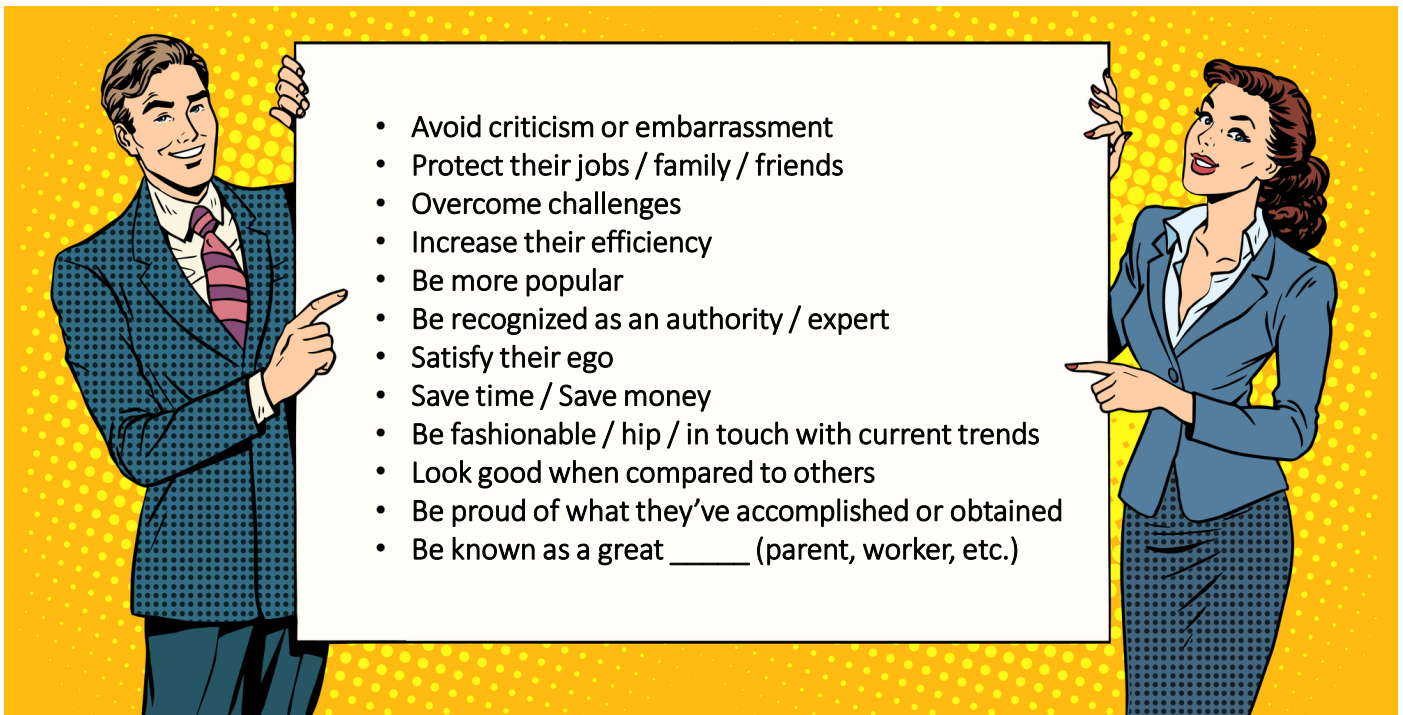 • Avoid criticism or embarrassment
• Protect their jobs / family / friends
• Overcome challenges
• Increase their efficiency
• Be more popular
• Be recognized as an authority / expert
• Satisfy their ego
• Save time / Save money
• Be fashionable / hip / in touch with current trends
• Look good when compared to others
• Be proud of what they’ve accomplished or obtained
• Be known as a great _____ (parent, worker, etc.)